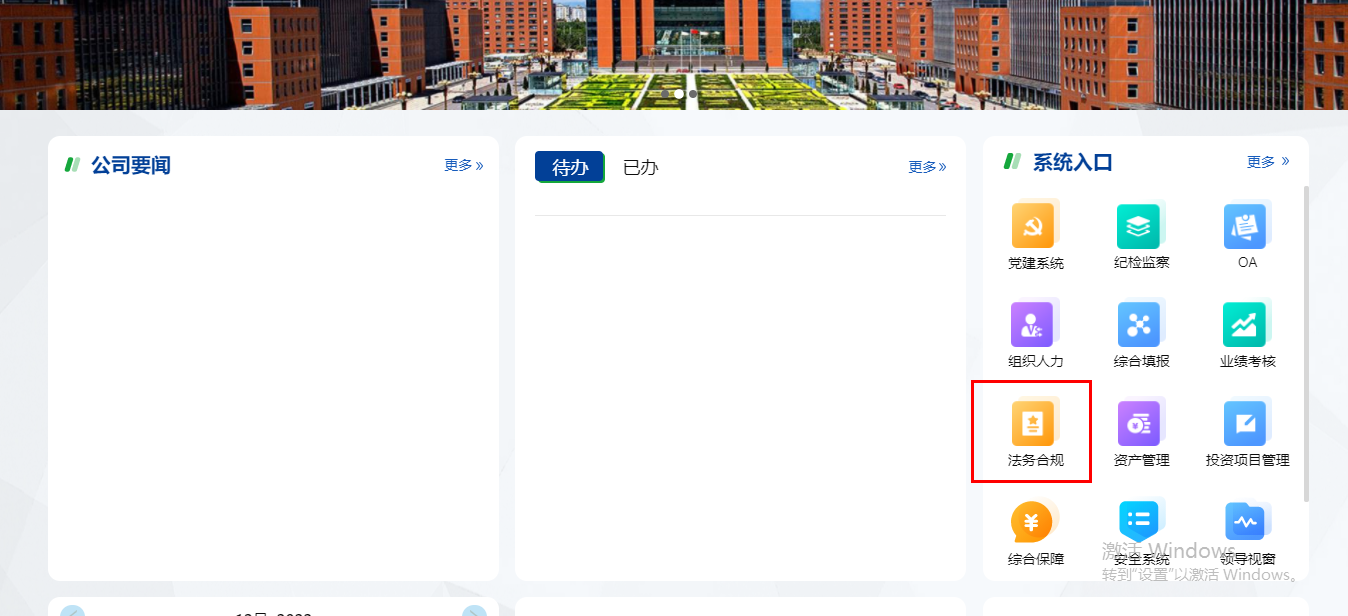 公司要闻
更多 »
待办
已办
更多 »
系统入口
更多 »
党建系统
纪检监察
OA
组织人力
综合填报
业绩考核
法务合规
资产管理
投资项目管理
综合保障
安全系统
领导视窗
激活 Windows
转到"设置"以激活 Windows。